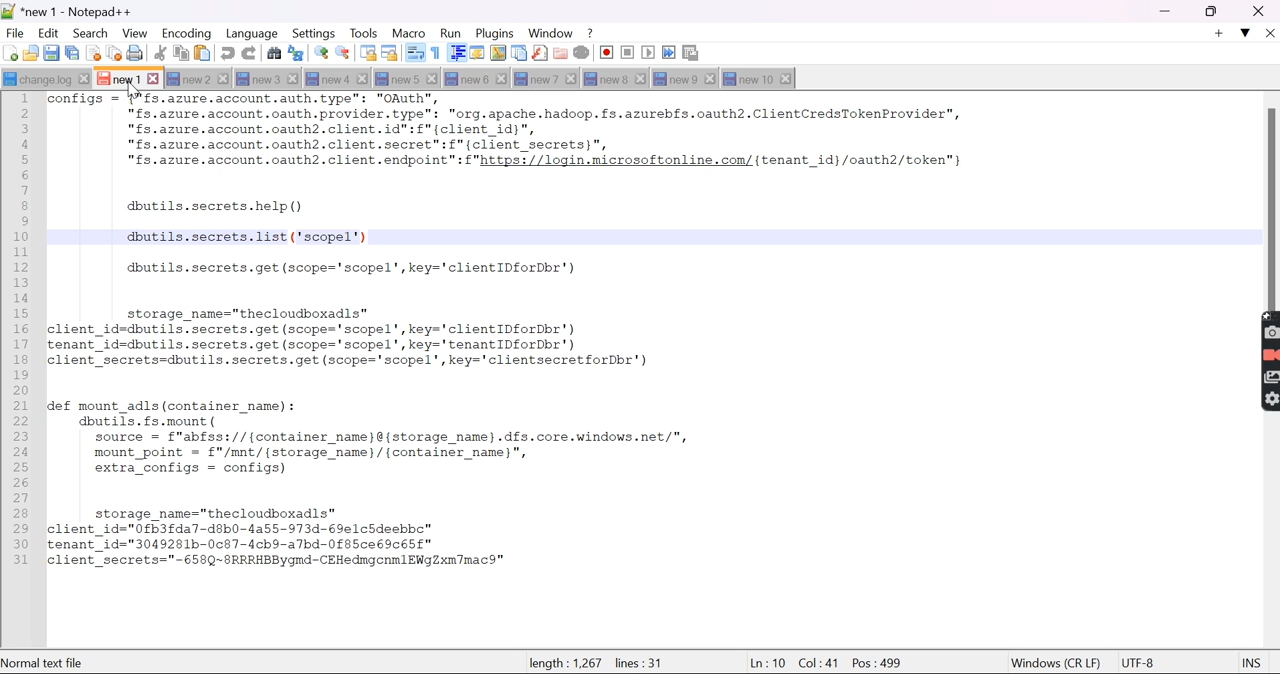 *new 1 - Notepad++
File Edit Search View Encoding Language Settings Tools Macro Run Plugins Window ?
change.log new 1 new 2 new 3 new 4 new 5 new 6 new 7 new 8 new 9 new 10
1 configs = {"fs.azure.account.auth.type": "OAuth",
2 "fs.azure.account.oauth.provider.type": "org.apache.hadoop.fs.azurebfs.oauth2.ClientCredsTokenProvider",
3 "fs.azure.account.oauth2.client.id":f"{client_id}",
4 "fs.azure.account.oauth2.client.secret":f"{client_secrets}",
5 "fs.azure.account.oauth2.client.endpoint":f"https://login.microsoftonline.com/{tenant_id}/oauth2/token"}
6
7
8 dbutils.secrets.help()
9
10 dbutils.secrets.list('scope1')
11
12 dbutils.secrets.get(scope='scope1',key='clientIDforDbr')
13
14
15 storage_name="thecloudboxadls"
16 client_id=dbutils.secrets.get(scope='scope1',key='clientIDforDbr')
17 tenant_id=dbutils.secrets.get(scope='scope1',key='tenantIDforDbr')
18 client_secrets=dbutils.secrets.get(scope='scope1',key='clientsecretforDbr')
19
20
21 def mount_adls(container_name):
22 dbutils.fs.mount(
23 source = f"abfss://{container_name}@{storage_name}.dfs.core.windows.net/",
24 mount_point = f"/mnt/{storage_name}/{container_name}",
25 extra_configs = configs)
26
27
28 storage_name="thecloudboxadls"
29 client_id="0fb3fda7-d8b0-4a55-973d-69e1c5deebbc"
30 tenant_id="3049281b-0c87-4cb9-a7bd-0f85ce69c65f"
31 client_secrets="-658Q~8RRRHBBygmd-CEHedmgcnmlEWgZxm7mac9"
Normal text file length : 1,267 lines : 31 Ln : 10 Col : 41 Pos : 499 Windows (CR LF) UTF-8 INS